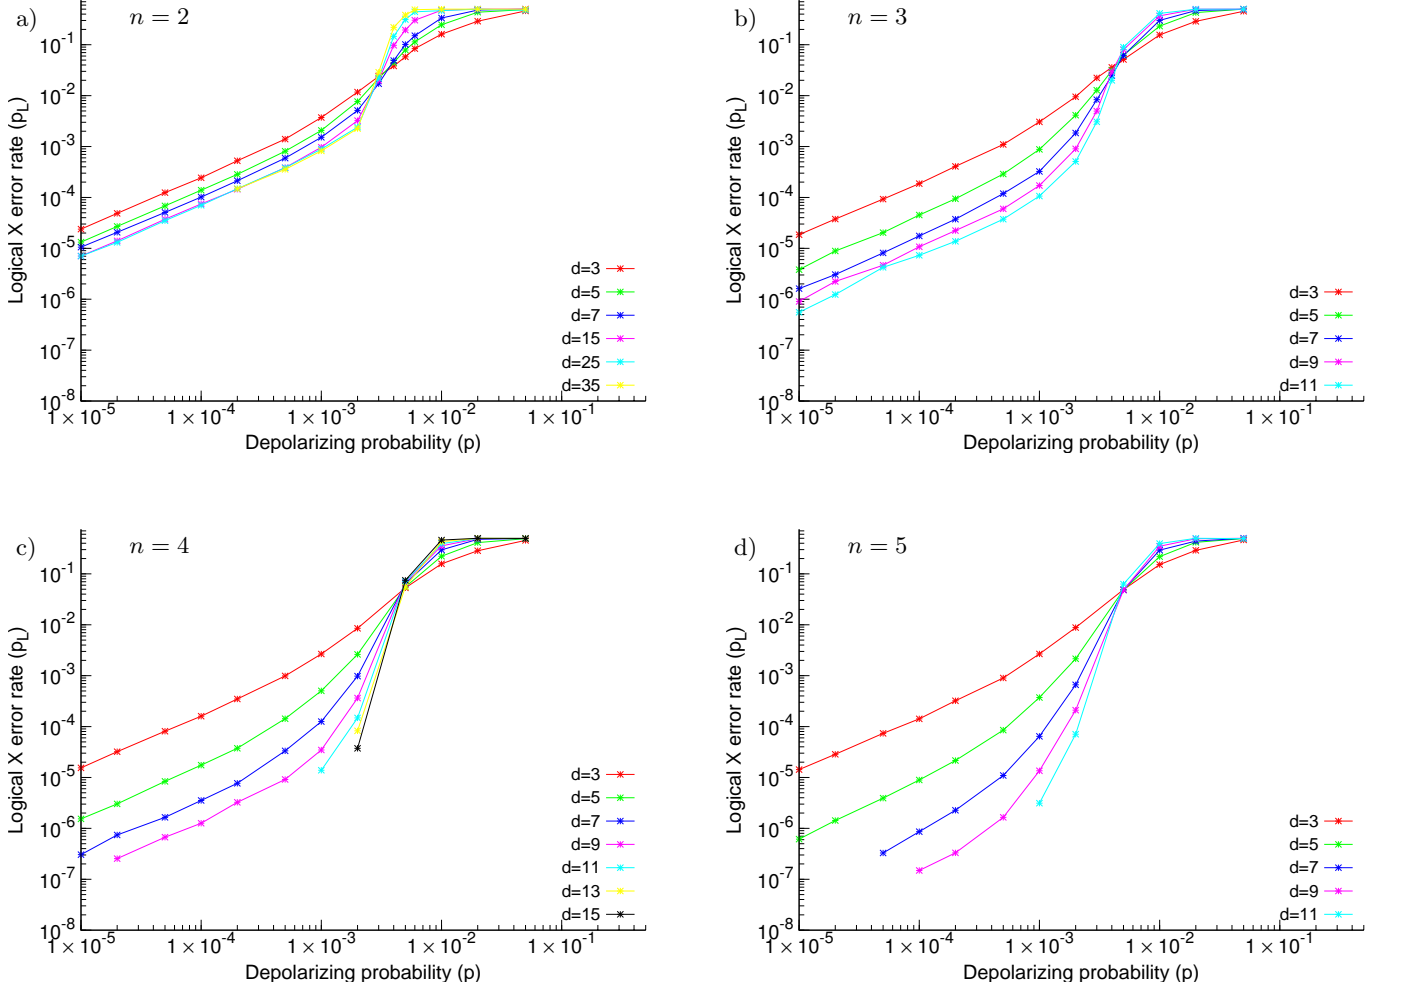 a)
n = 2
Logical X error rate (p_L)
10^-1
10^-2
10^-3
10^-4
10^-5
10^-6
10^-7
10^-8
d=3
d=5
d=7
d=15
d=25
d=35
1×10^-5 1×10^-4 1×10^-3 1×10^-2 1×10^-1
Depolarizing probability (p)
b)
n = 3
Logical X error rate (p_L)
10^-1
10^-2
10^-3
10^-4
10^-5
10^-6
10^-7
10^-8
d=3
d=5
d=7
d=9
d=11
1×10^-5 1×10^-4 1×10^-3 1×10^-2 1×10^-1
Depolarizing probability (p)
c)
n = 4
Logical X error rate (p_L)
10^-1
10^-2
10^-3
10^-4
10^-5
10^-6
10^-7
10^-8
d=3
d=5
d=7
d=9
d=11
d=13
d=15
1×10^-5 1×10^-4 1×10^-3 1×10^-2 1×10^-1
Depolarizing probability (p)
d)
n = 5
Logical X error rate (p_L)
10^-1
10^-2
10^-3
10^-4
10^-5
10^-6
10^-7
10^-8
d=3
d=5
d=7
d=9
d=11
1×10^-5 1×10^-4 1×10^-3 1×10^-2 1×10^-1
Depolarizing probability (p)